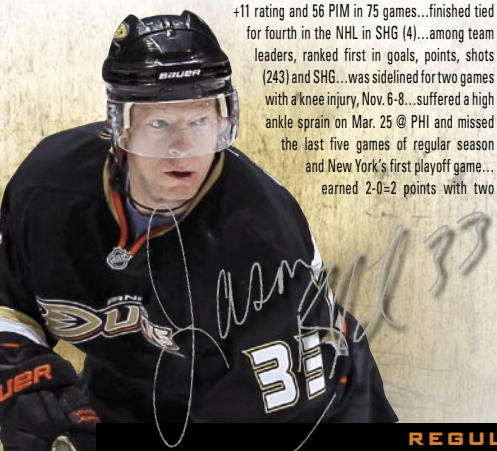 +11 rating and 56 PIM in 75 games...finished tied
for fourth in the NHL in SHG (4)...among team
leaders, ranked first in goals, points, shots
(243) and SHG...was sidelined for two games
with a knee injury, Nov. 6-8...suffered a high
ankle sprain on Mar. 25 @ PHI and missed
the last five games of regular season
and New York's first playoff game...
earned 2-0=2 points with two
BAUER
Jason
33
DUCKS
33
BAUER
REGUL